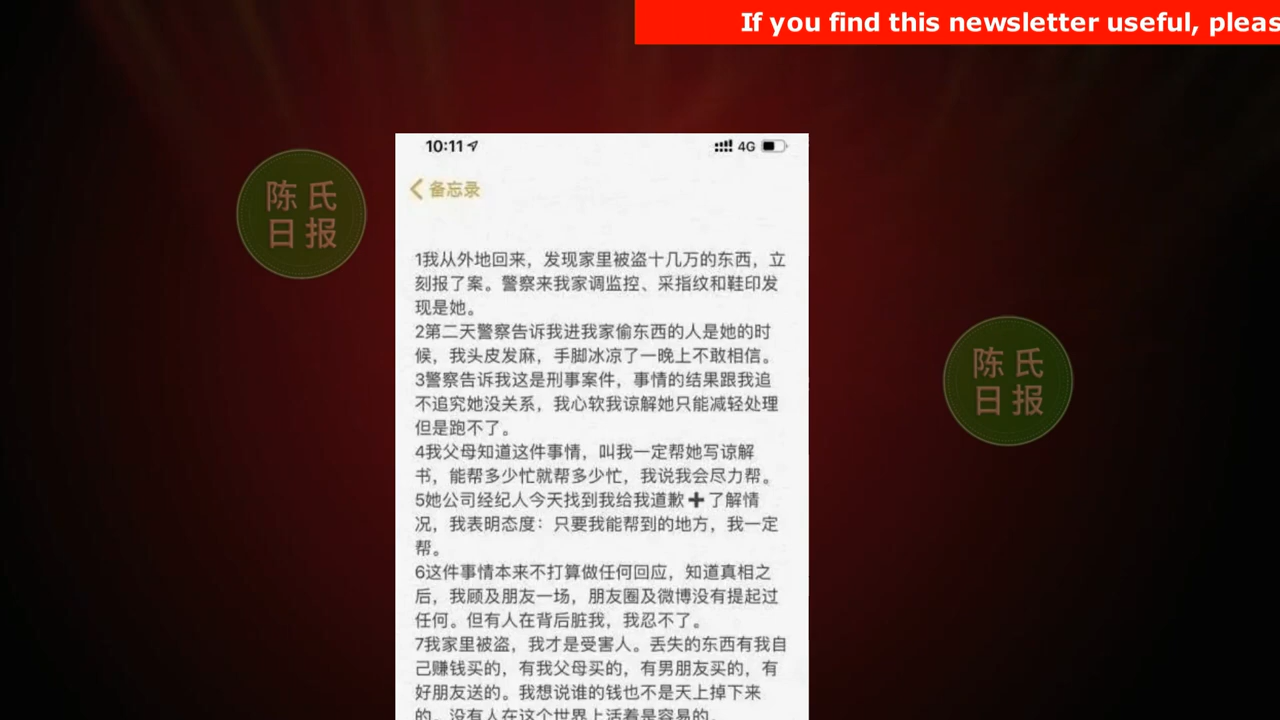 If you find this newsletter useful, pleas
10:11
4G
备忘录
陈氏
日报
陈氏
日报
1我从外地回来，发现家里被盗十几万的东西，立
刻报了案。警察来我家调监控、采指纹和鞋印发
现是她。
2第二天警察告诉我进我家偷东西的人是她的时
候，我头皮发麻，手脚冰凉了一晚上不敢相信。
3警察告诉我这是刑事案件，事情的结果跟我追
不追究她没关系，我心软我谅解她只能减轻处理
但是跑不了。
4我父母知道这件事情，叫我一定帮她写谅解
书，能帮多少忙就帮多少忙，我说我会尽力帮。
5她公司经纪人今天找到我给我道歉➕了解情
况，我表明态度：只要我能帮到的地方，我一定
帮。
6这件事情本来不打算做任何回应，知道真相之
后，我顾及朋友一场，朋友圈及微博没有提起过
任何。但有人在背后脏我，我忍不了。
7我家里被盗，我才是受害人。丢失的东西有我自
己赚钱买的，有我父母买的，有男朋友买的，有
好朋友送的。我想说谁的钱也不是天上掉下来
的。没有人在这个世界上活着是容易的。